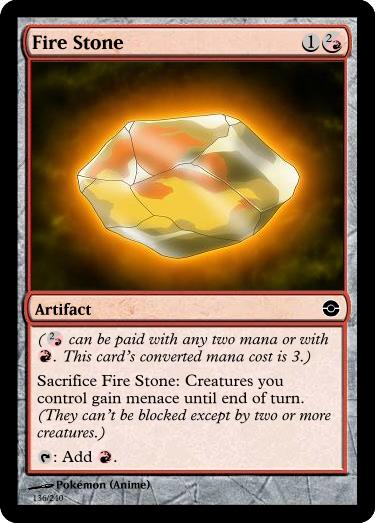 Fire Stone 1 2
Artifact
(2 can be paid with any two mana or with
. This card's converted mana cost is 3.)
Sacrifice Fire Stone: Creatures you
control gain menace until end of turn.
(They can't be blocked except by two or more
creatures.)
: Add .
Pokémon (Anime)
136/240